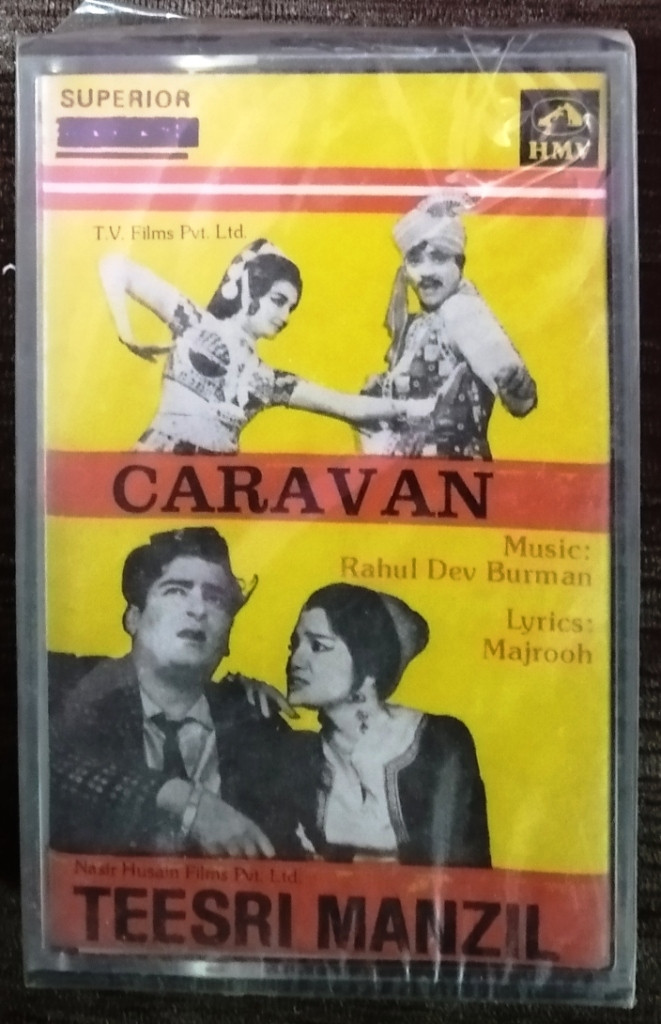 SUPERIOR
HMV
T.V. Films Pvt. Ltd.
CARAVAN
Music:
Rahul Dev Burman
Lyrics:
Majrooh
Nasir Husain Films Pvt. Ltd.
TEESRI MANZIL